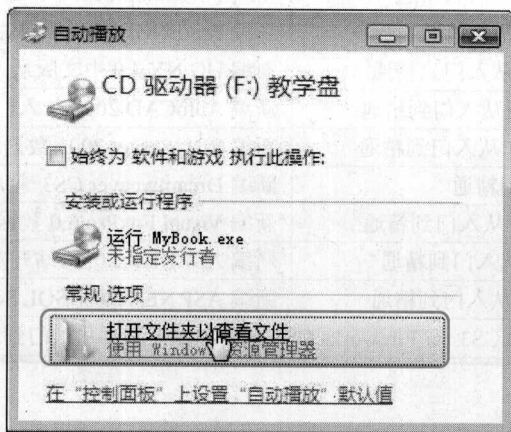 自动播放
CD 驱动器 (F:) 教学盘
始终为 软件和游戏 执行此操作:
安装或运行程序
运行 MyBook.exe
未指定发行者
常规 选项
打开文件夹以查看文件
使用 Windows 资源管理器
在 “控制面板” 上设置 “自动播放” 默认值